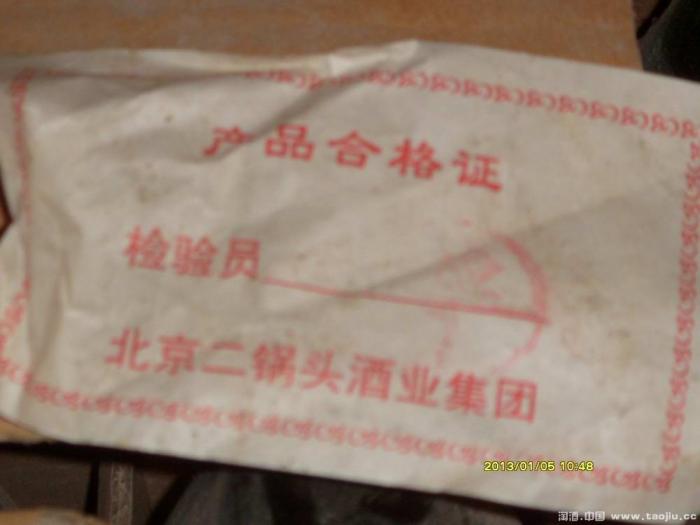 产品合格证
检验员
北京二锅头酒业集团
2013/01/05 10:48
淘酒.中国 www.taojiu.cc